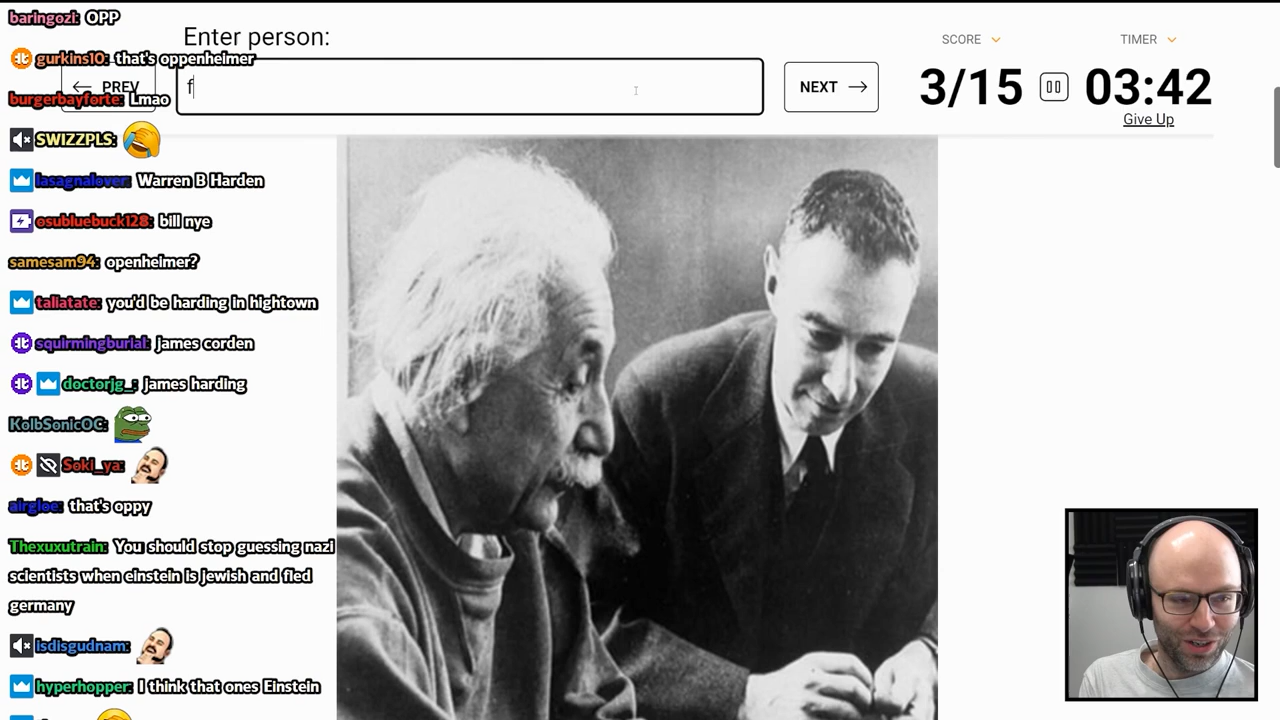 baringozi: OPP
Enter person:
SCORE
TIMER
gurkins10: that's oppenheimer
PREV
f
NEXT
3/15
03:42
Give Up
burgerbayforte: Lmao
SWIZZPLS:
lasagnalover: Warren B Harden
osubluebuck128: bill nye
samesam94: openheimer?
taliatate: you'd be harding in hightown
squirmingburial: james corden
doctorjg_: james harding
KolbSonicOC:
Soki_ya:
airgloe: that's oppy
Thexuxutrain: You should stop guessing nazi
scientists when einstein is jewish and fled
germany
isdisgudnam:
hyperhopper: I think that ones Einstein